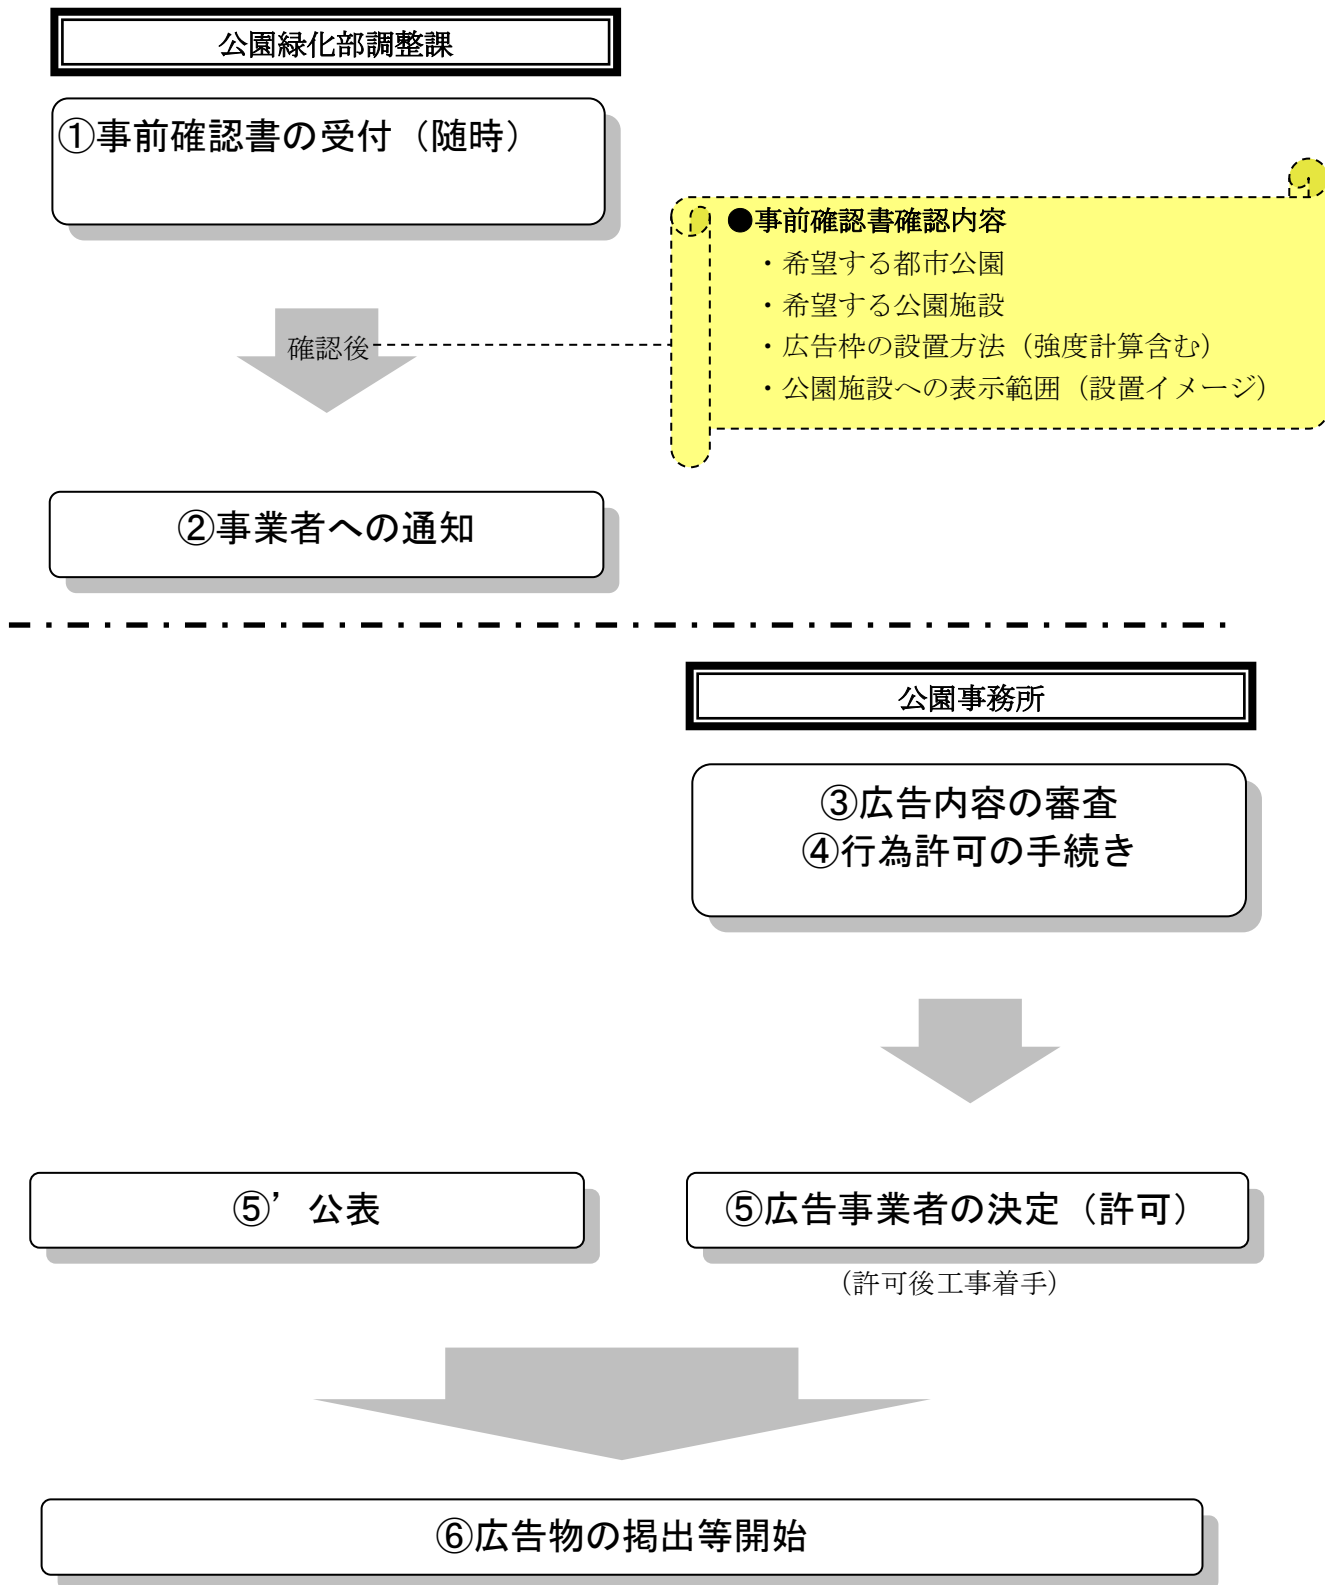 公園緑化部調整課
①事前確認書の受付（随時）
●事前確認書確認内容
・希望する都市公園
・希望する公園施設
・広告枠の設置方法（強度計算含む）
・公園施設への表示範囲（設置イメージ）
確認後
②事業者への通知
公園事務所
③広告内容の審査
④行為許可の手続き
⑤’公表
⑤広告事業者の決定（許可）
（許可後工事着手）
⑥広告物の掲出等開始